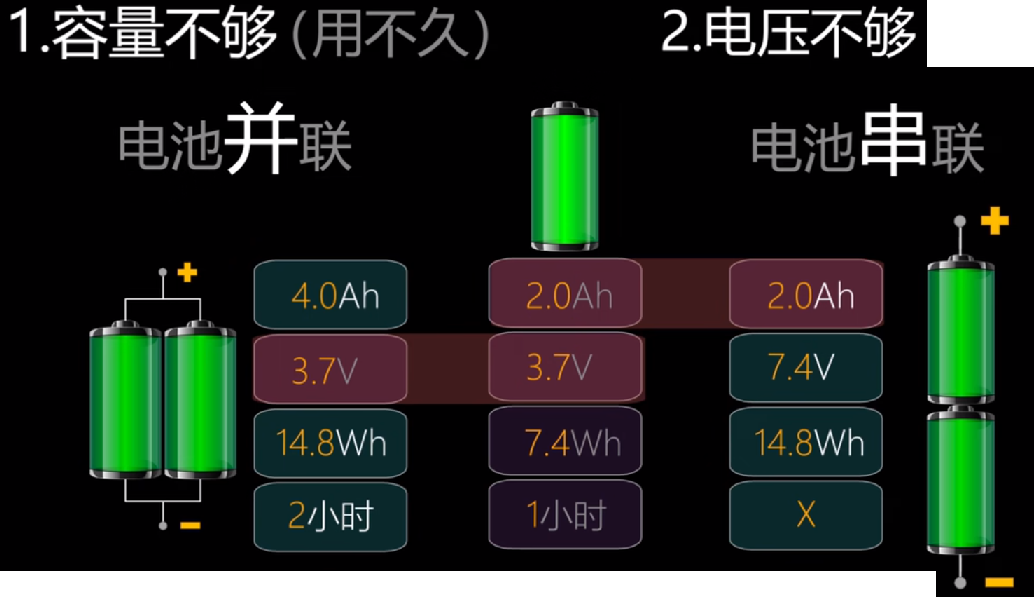 1.容量不够（用不久）
2.电压不够
电池并联
电池串联
+
4.0Ah
3.7V
14.8Wh
2小时
−
2.0Ah
3.7V
7.4Wh
1小时
2.0Ah
7.4V
14.8Wh
X
+
−